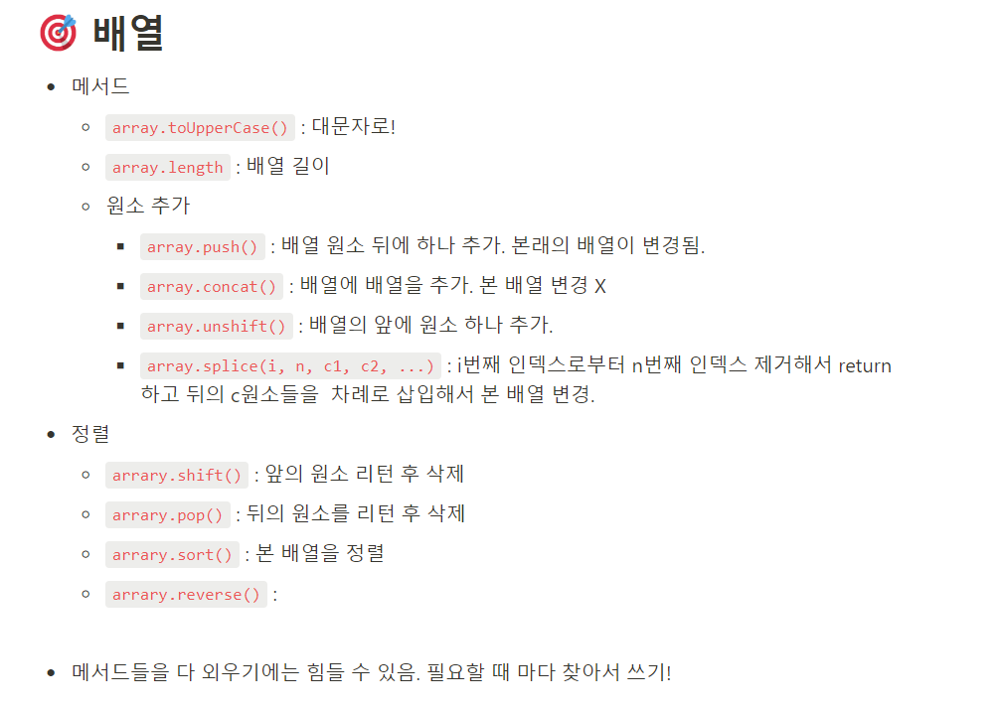 배열
메서드
array.toUpperCase() : 대문자로!
array.length : 배열 길이
원소 추가
array.push() : 배열 원소 뒤에 하나 추가. 본래의 배열이 변경됨.
array.concat() : 배열에 배열을 추가. 본 배열 변경 X
array.unshift() : 배열의 앞에 원소 하나 추가.
array.splice(i, n, c1, c2, ...) : i번째 인덱스로부터 n번째 인덱스 제거해서 return
하고 뒤의 c원소들을 차례로 삽입해서 본 배열 변경.
정렬
arrary.shift() : 앞의 원소 리턴 후 삭제
arrary.pop() : 뒤의 원소를 리턴 후 삭제
arrary.sort() : 본 배열을 정렬
arrary.reverse() :
메서드들을 다 외우기에는 힘들 수 있음. 필요할 때 마다 찾아서 쓰기!